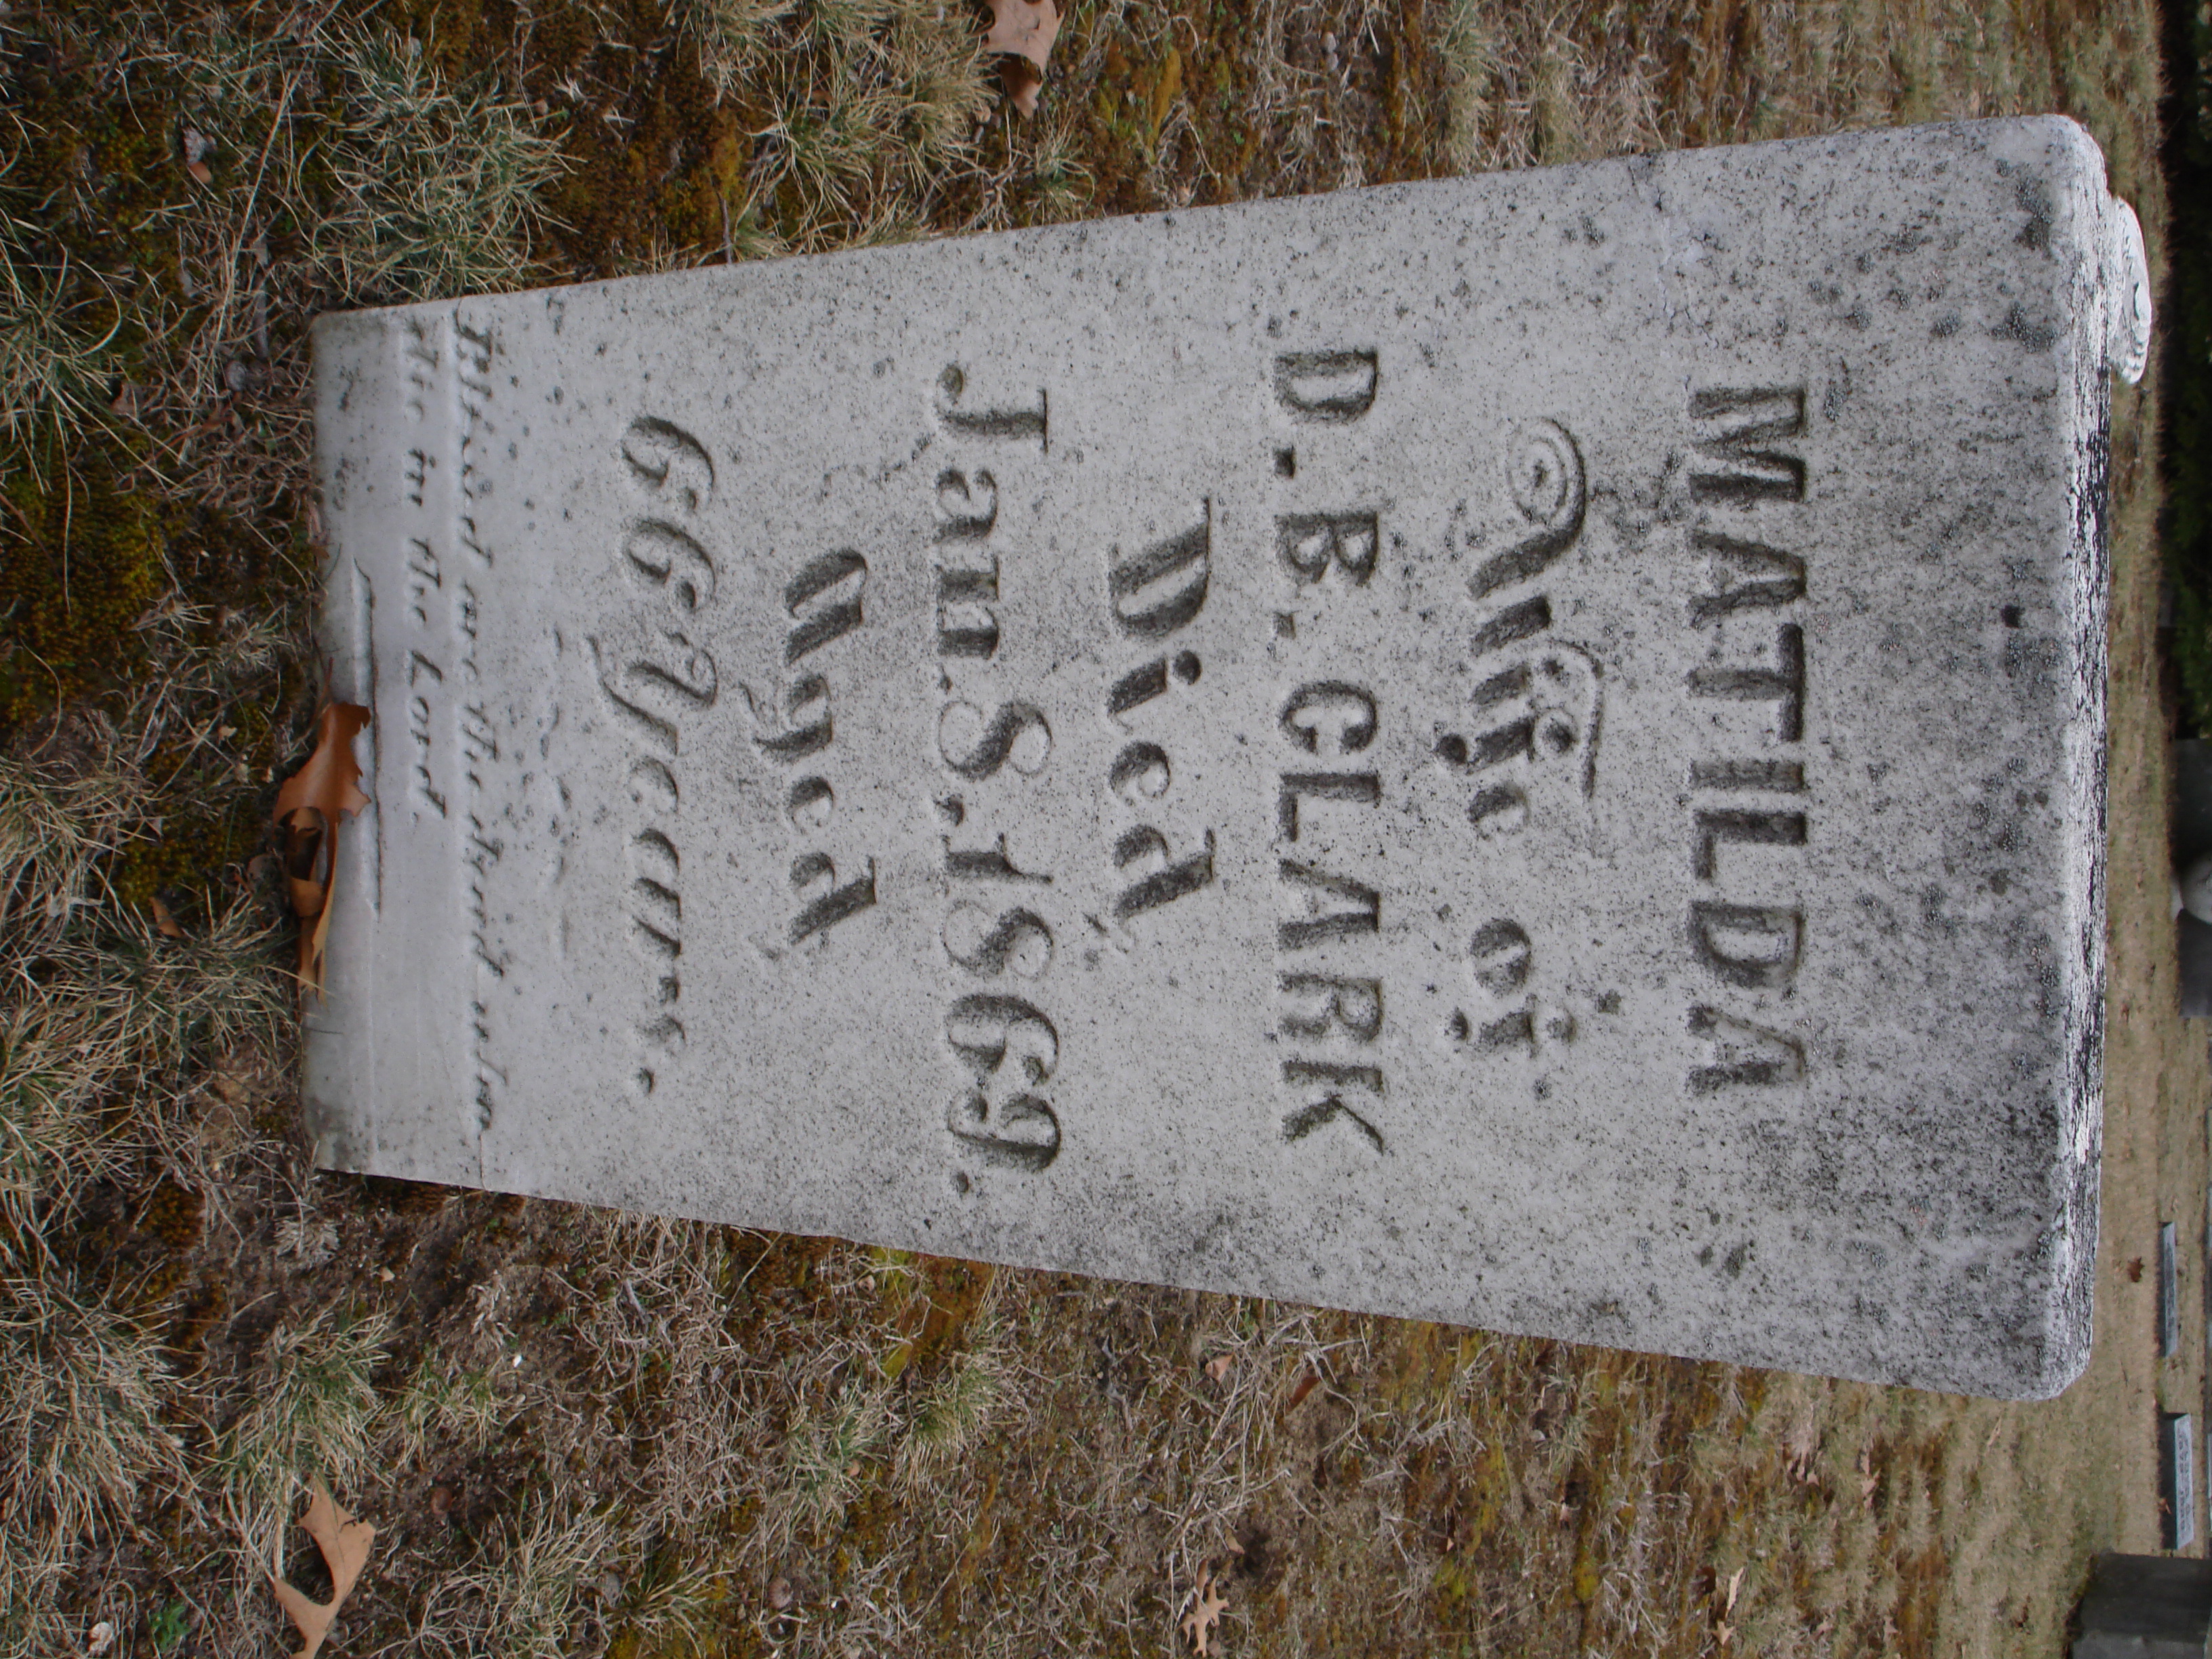 MATILDA
Wife of
D. B. CLARK
Died
Jan. 8, 1869.
Aged
66 Years.
Blessed are the dead when
die in the Lord.